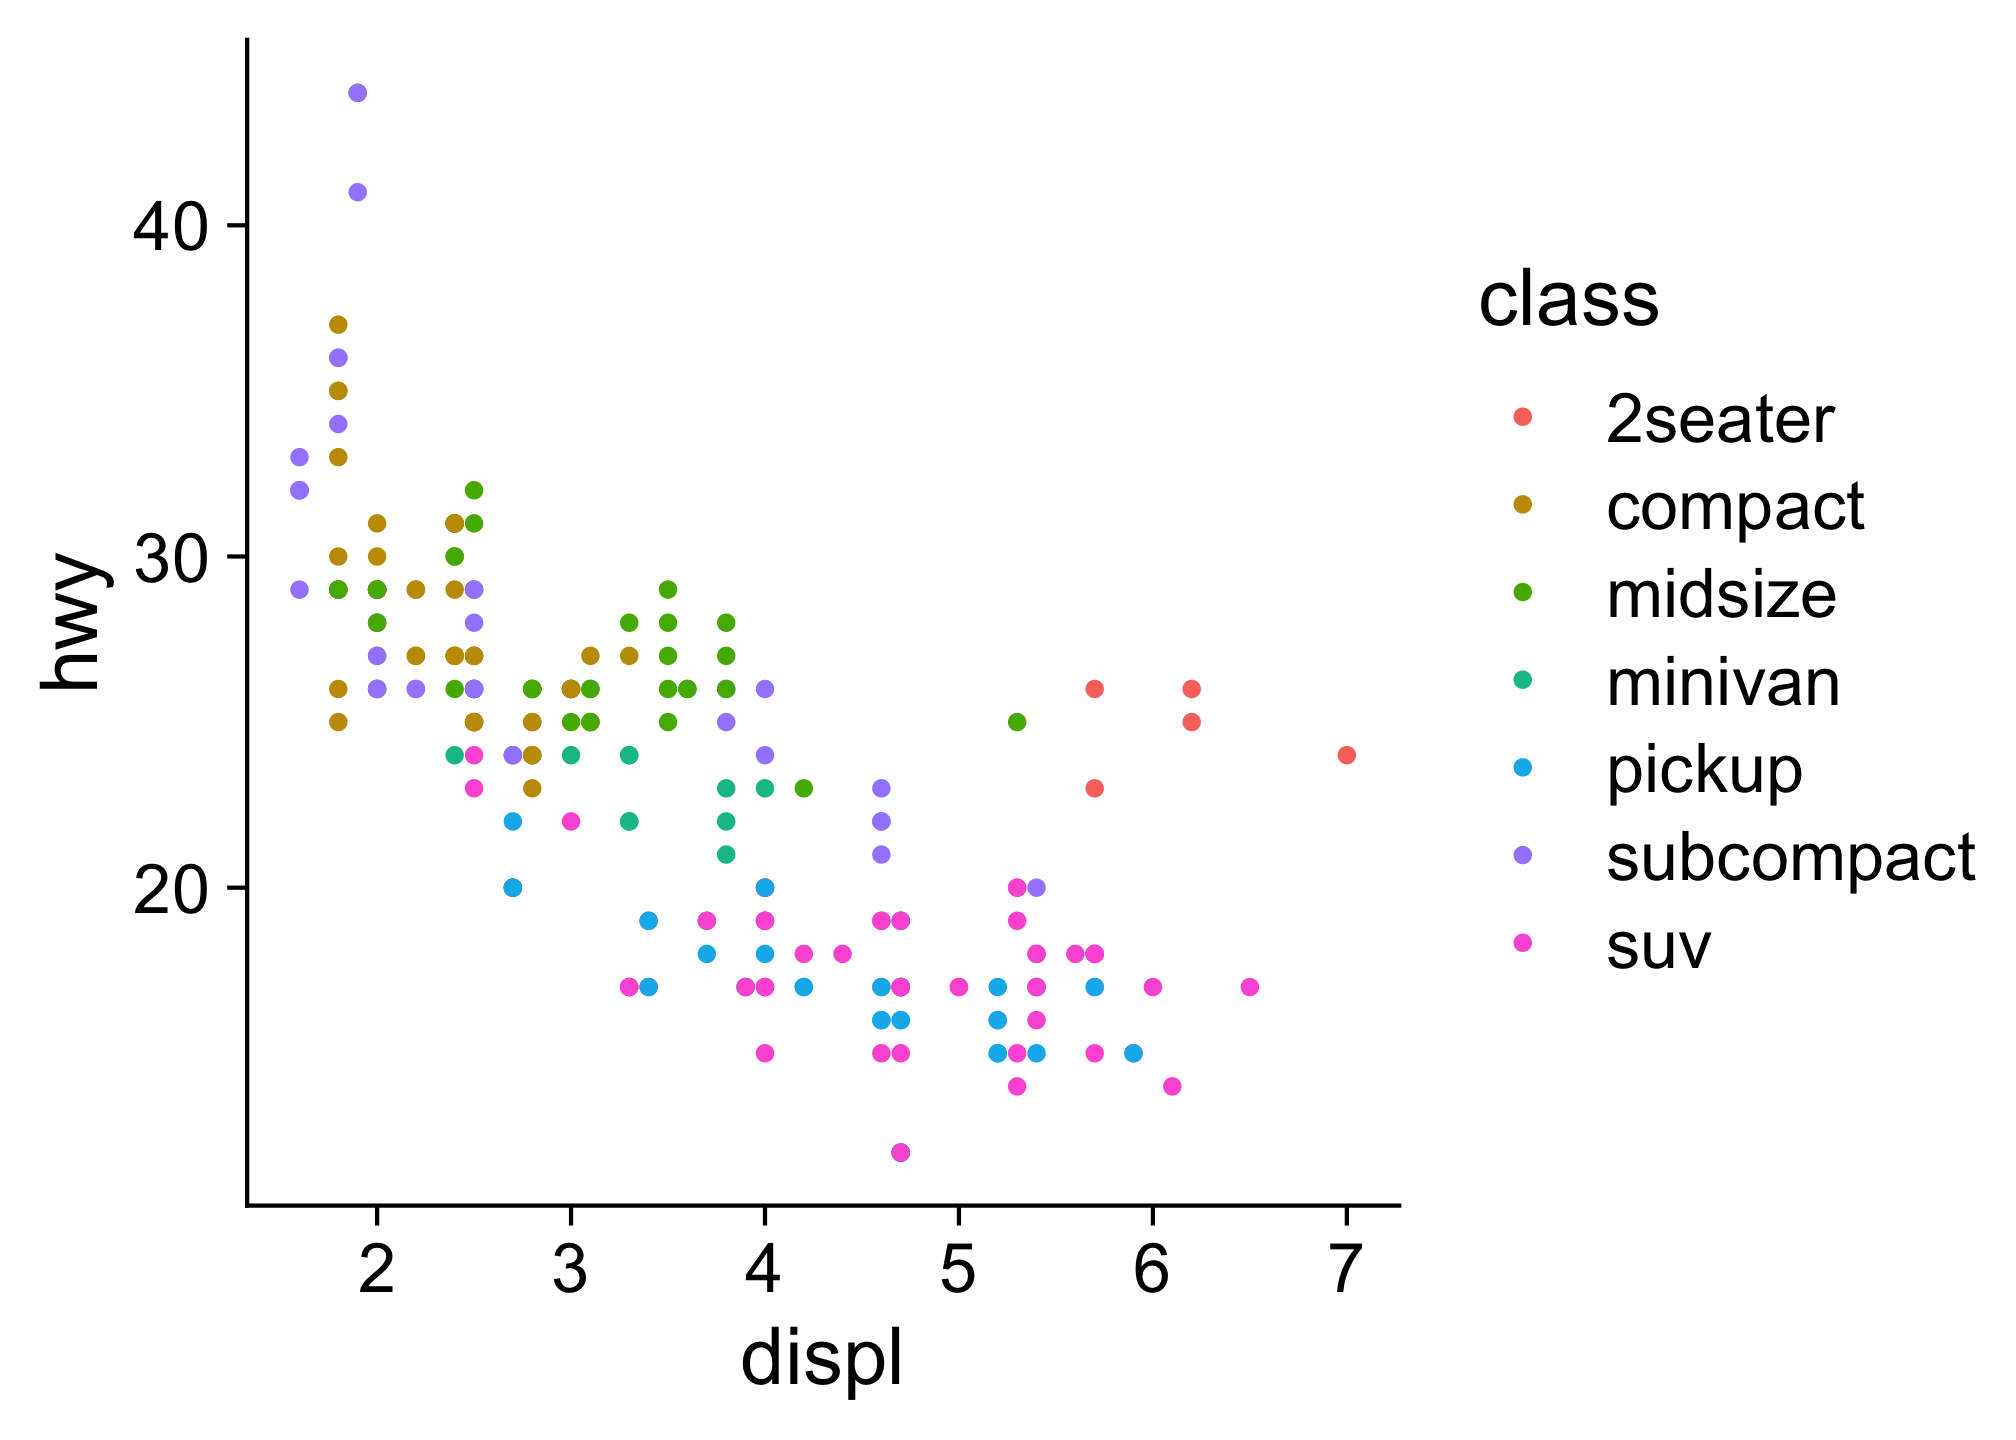 hwy
40
30
20
2
3
4
5
6
7
displ
class
2seater
compact
midsize
minivan
pickup
subcompact
suv